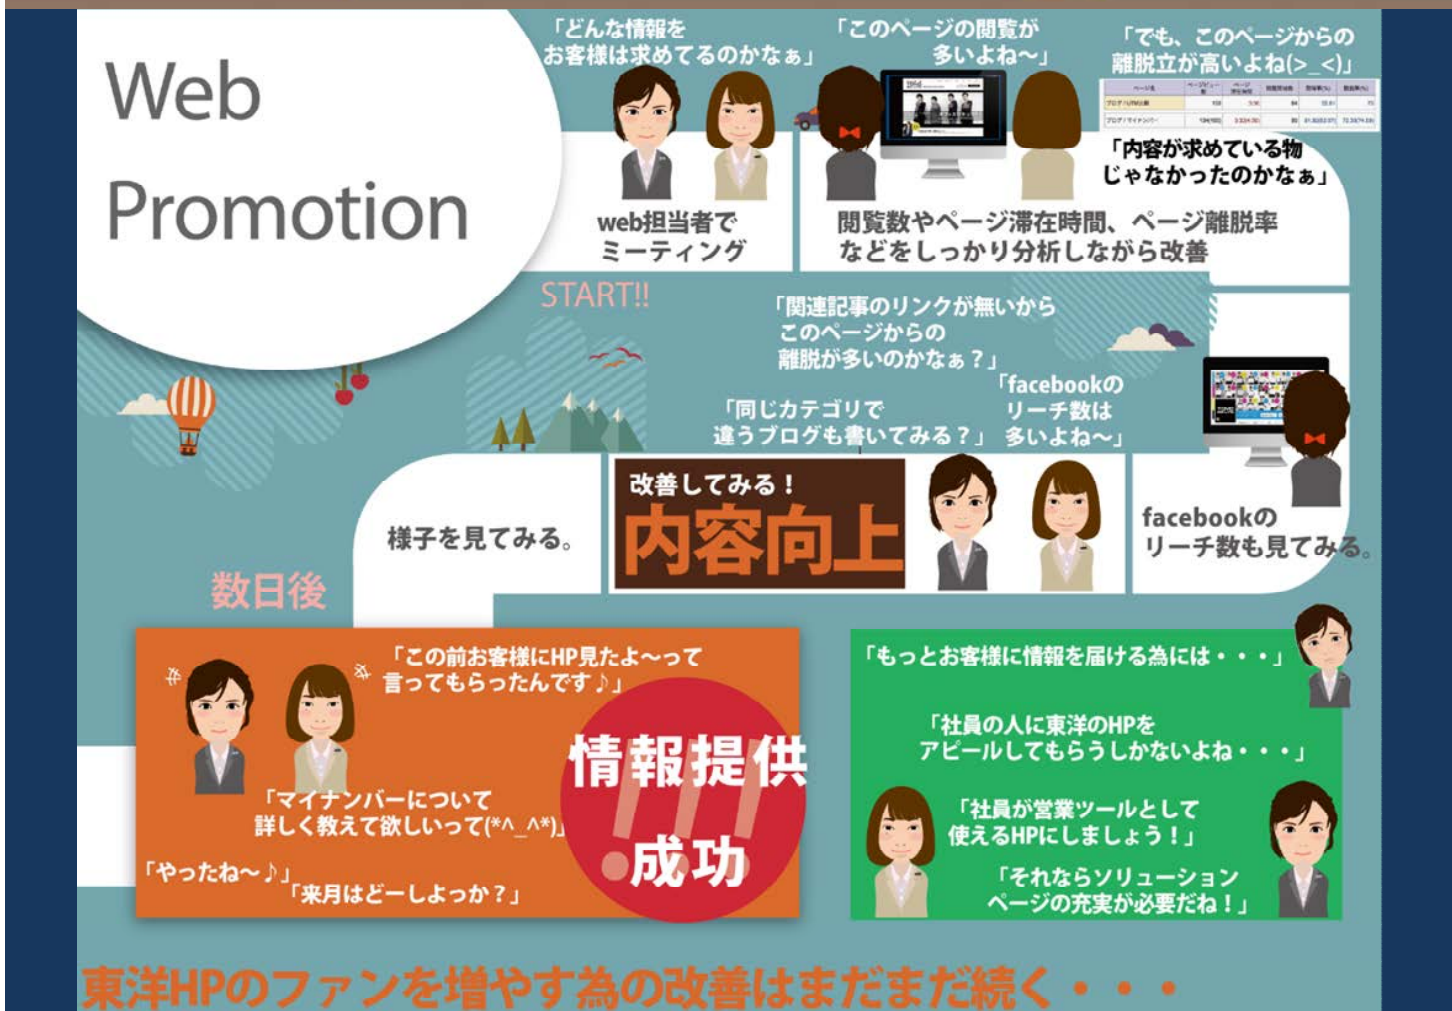 Web
Promotion
「どんな情報を
お客様は求めてるのかなぁ」
web担当者で
ミーティング
START!!
「このページの閲覧が
多いよね～」
「でも、このページからの
離脱立が高いよね(>_<)」
ページ名
「内容が求めている物
じゃなかったのかなぁ」
閲覧数やページ滞在時間、ページ離脱率
などをしっかり分析しながら改善
「関連記事のリンクが無いから
このページからの
離脱が多いのかなぁ？」
「facebookの
リーチ数は
多いよね～」
「同じカテゴリで
違うブログも書いてみる？」
facebookの
リーチ数も見てみる。
改善してみる！
内容向上
様子を見てみる。
数日後
「この前お客様にHP見たよ～って
言ってもらったんです♪」
情報提供
!!!
成功
「マイナンバーについて
詳しく教えて欲しいって(*^_^*)」
「やったね～♪」
「来月はどーしよっか？」
「もっとお客様に情報を届ける為には・・・」
「社員の人に東洋のHPを
アピールしてもらうしかないよね・・・」
「社員が営業ツールとして
使えるHPにしましょう！」
「それならソリューション
ページの充実が必要だね！」
東洋HPのファンを増やす為の改善はまだまだ続く・・・